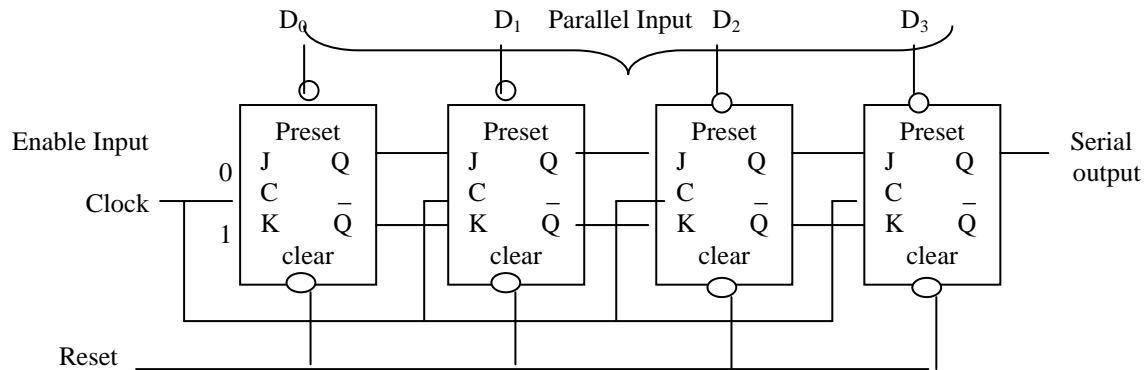 D₀ D₁ Parallel Input D₂ D₃
Enable Input
Preset Preset Preset Preset
Serial output
0
J Q J Q J Q J Q
Clock
C C C C
1
K Q̅ K Q̅ K Q̅ K Q̅
clear clear clear clear
Reset